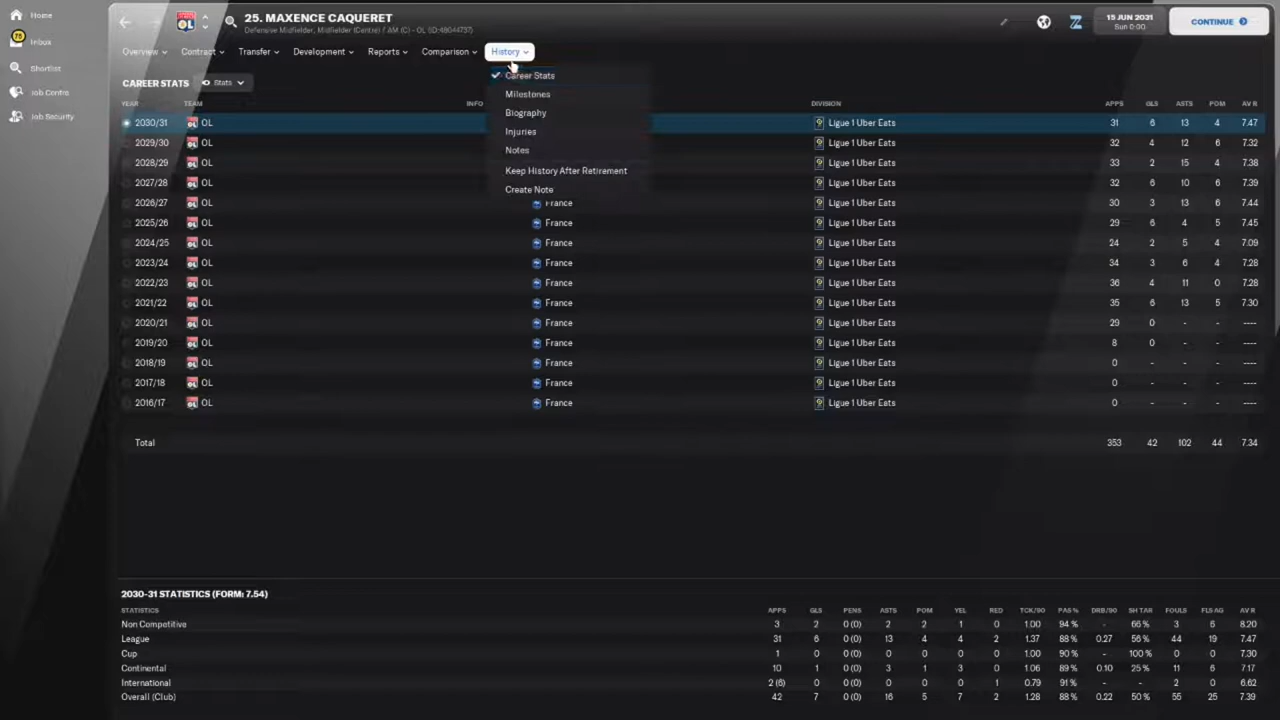 Home
25. MAXENCE CAQUERET
Defensive Midfielder, Midfielder (Centre) / AM (C) - OL (ID:48044737)
15 JUN 2031
Sun 0:00
CONTINUE
75
Inbox
Shortlist
Job Centre
Job Security
Overview Contract Transfer Development Reports Comparison History
CAREER STATS Stats
Career Stats
Milestones
Biography
Injuries
Notes
Keep History After Retirement
Create Note
YEAR TEAM INFO DIVISION APPS GLS ASTS POM AV R
2030/31 OL Ligue 1 Uber Eats 31 6 13 4 7.47
2029/30 OL Ligue 1 Uber Eats 32 4 12 6 7.32
2028/29 OL Ligue 1 Uber Eats 33 2 15 4 7.38
2027/28 OL Ligue 1 Uber Eats 32 6 10 6 7.39
2026/27 OL France Ligue 1 Uber Eats 30 3 13 6 7.44
2025/26 OL France Ligue 1 Uber Eats 29 6 4 5 7.45
2024/25 OL France Ligue 1 Uber Eats 24 2 5 4 7.09
2023/24 OL France Ligue 1 Uber Eats 34 3 6 4 7.28
2022/23 OL France Ligue 1 Uber Eats 36 4 11 0 7.28
2021/22 OL France Ligue 1 Uber Eats 35 6 13 5 7.30
2020/21 OL France Ligue 1 Uber Eats 29 0 - - ----
2019/20 OL France Ligue 1 Uber Eats 8 0 - - ----
2018/19 OL France Ligue 1 Uber Eats 0 - - - ----
2017/18 OL France Ligue 1 Uber Eats 0 - - - ----
2016/17 OL France Ligue 1 Uber Eats 0 - - - ----
Total 353 42 102 44 7.34
2030-31 STATISTICS (FORM: 7.54)
STATISTICS APPS GLS PENS ASTS POM YEL RED TCK/90 PAS % DRB/90 SH TAR FOULS FLS AG AV R
Non Competitive 3 2 0 (0) 2 2 1 0 1.00 94 % - 66 % 3 6 8.20
League 31 6 0 (0) 13 4 4 2 1.37 88 % 0.27 56 % 44 19 7.47
Cup 1 0 0 (0) 0 0 0 0 1.00 90 % - 100 % 0 0 7.30
Continental 10 1 0 (0) 3 1 3 0 1.06 89 % 0.10 25 % 11 6 7.17
International 2 (6) 0 0 (0) 0 0 0 1 0.79 91 % - - 2 0 6.62
Overall (Club) 42 7 0 (0) 16 5 7 2 1.28 88 % 0.22 50 % 55 25 7.39